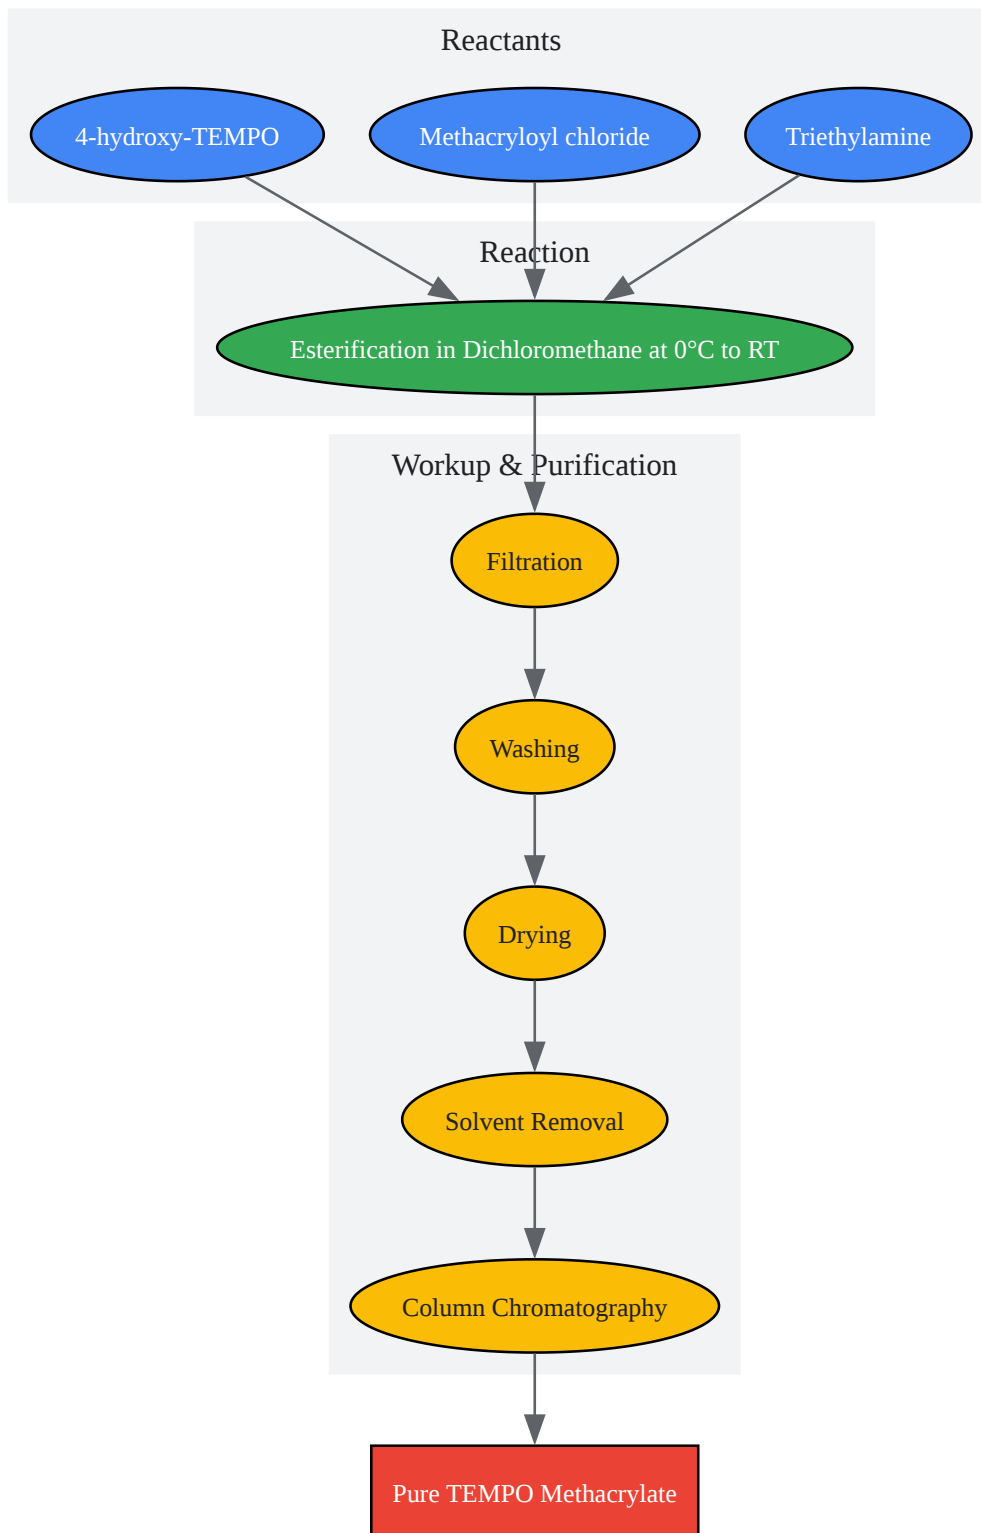 Reactants
4-hydroxy-TEMPO
Methacryloyl chloride
Triethylamine
Reaction
Esterification in Dichloromethane at 0°C to RT
Workup & Purification
Filtration
Washing
Drying
Solvent Removal
Column Chromatography
Pure TEMPO Methacrylate